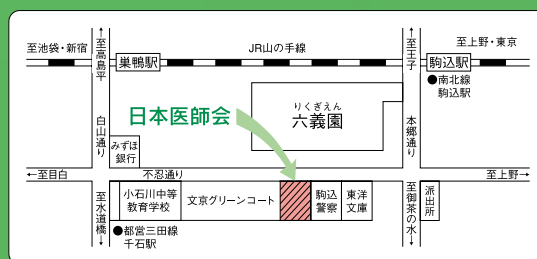 至池袋・新宿
←至高島平
巣鴨駅
JR山の手線
←至王子
駒込駅
至上野・東京
●南北線
駒込駅
日本医師会
りくぎえん
六義園
白山通り
本郷通り
みずほ
銀行
←至目白
不忍通り
至上野→
至水道橋→
小石川中等
教育学校
文京グリーンコート
駒込
警察
東洋
文庫
至御茶の水→
派出所
●都営三田線
千石駅